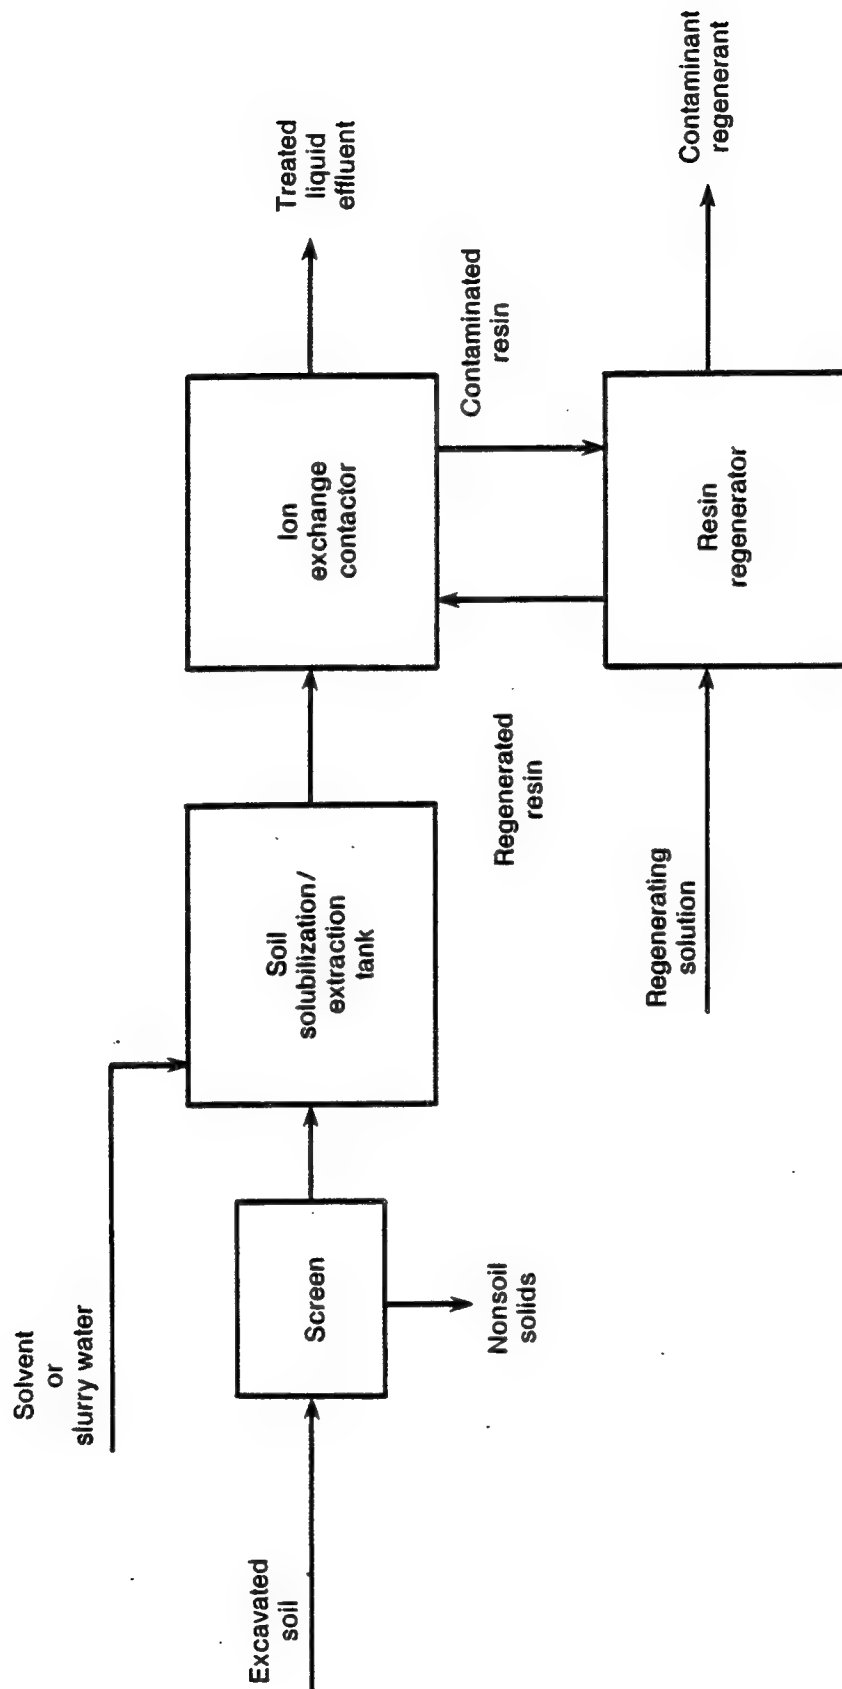 Solvent
or
slurry water
Excavated
soil
Screen
Nonsoil
solids
Soil
solubilization/
extraction
tank
Ion
exchange
contactor
Treated
liquid
effluent
Regenerated
resin
Contaminated
resin
Regenerating
solution
Resin
regenerator
Contaminant
regenerant